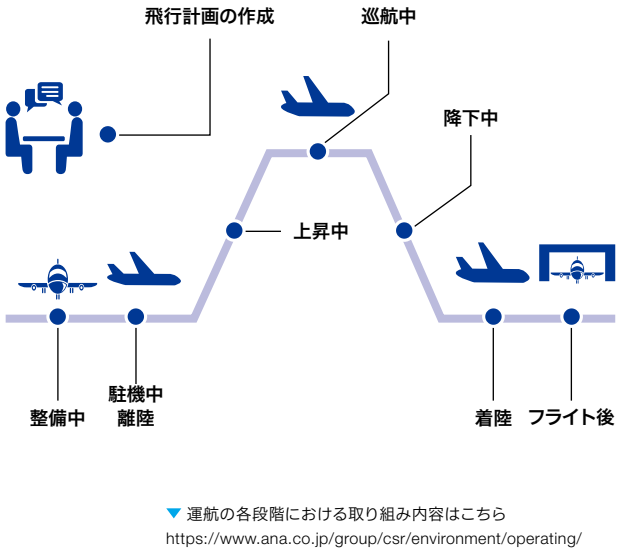 飛行計画の作成
巡航中
降下中
上昇中
整備中
駐機中
離陸
着陸
フライト後
▼ 運航の各段階における取り組み内容はこちら
https://www.ana.co.jp/group/csr/environment/operating/